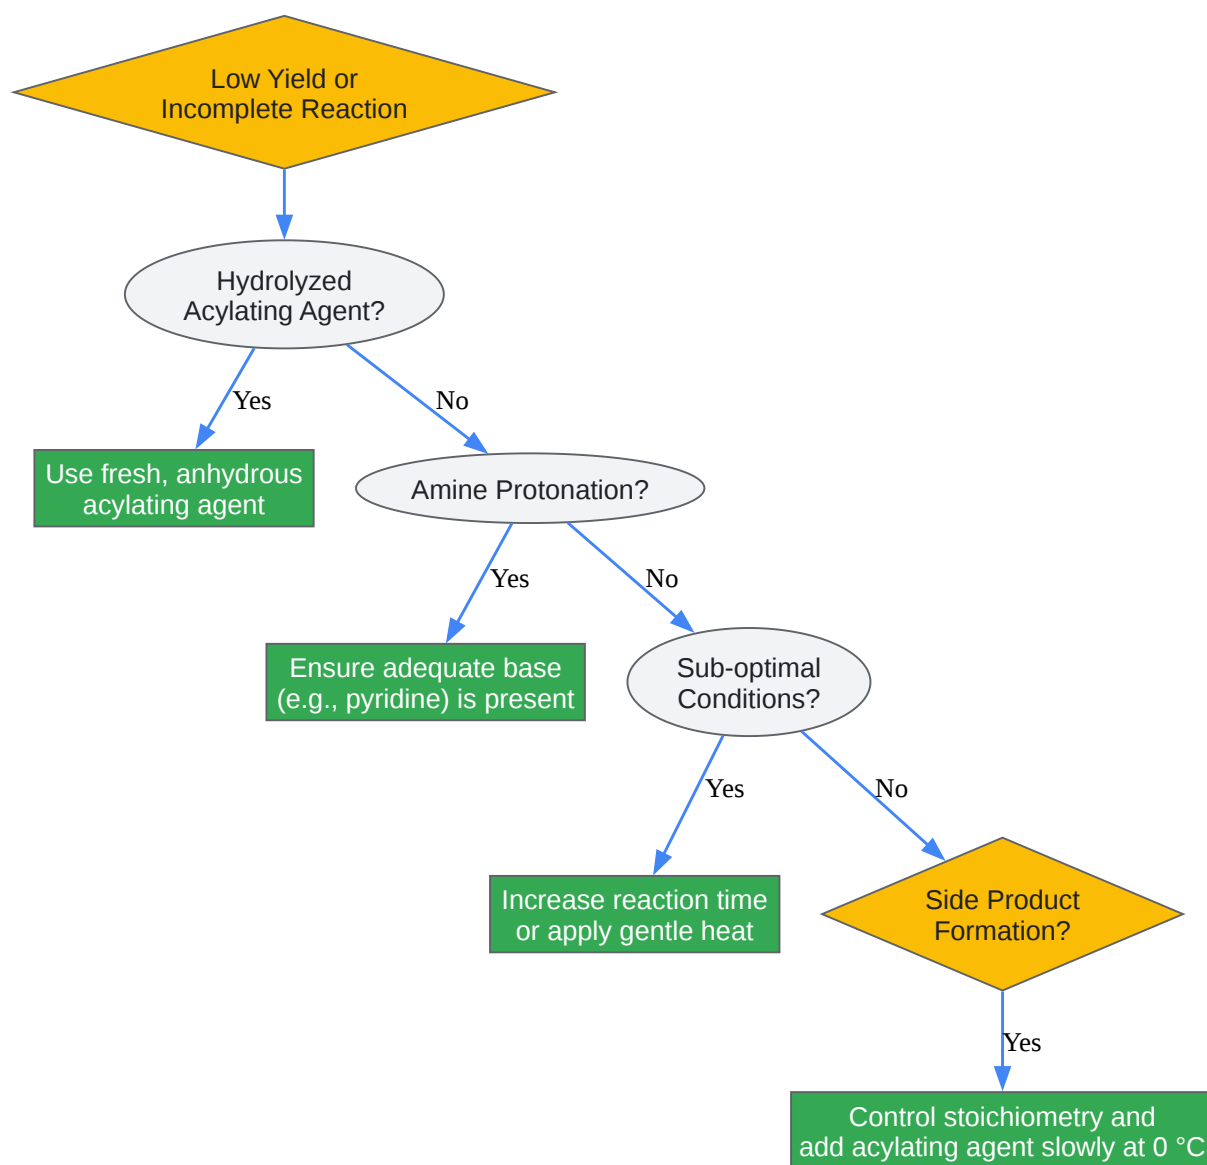 Low Yield or
Incomplete Reaction
Hydrolyzed
Acylating Agent?
Yes
No
Use fresh, anhydrous
acylating agent
Amine Protonation?
Yes
No
Ensure adequate base
(e.g., pyridine) is present
Sub-optimal
Conditions?
Yes
No
Increase reaction time
or apply gentle heat
Side Product
Formation?
Yes
Control stoichiometry and
add acylating agent slowly at 0 °C